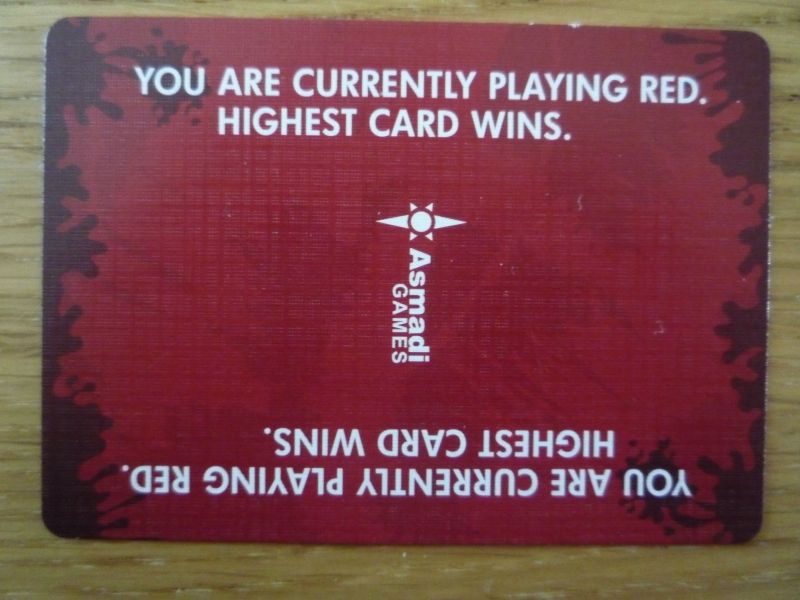 YOU ARE CURRENTLY PLAYING RED.
HIGHEST CARD WINS.
Asmadi
GAMES
YOU ARE CURRENTLY PLAYING RED.
HIGHEST CARD WINS.